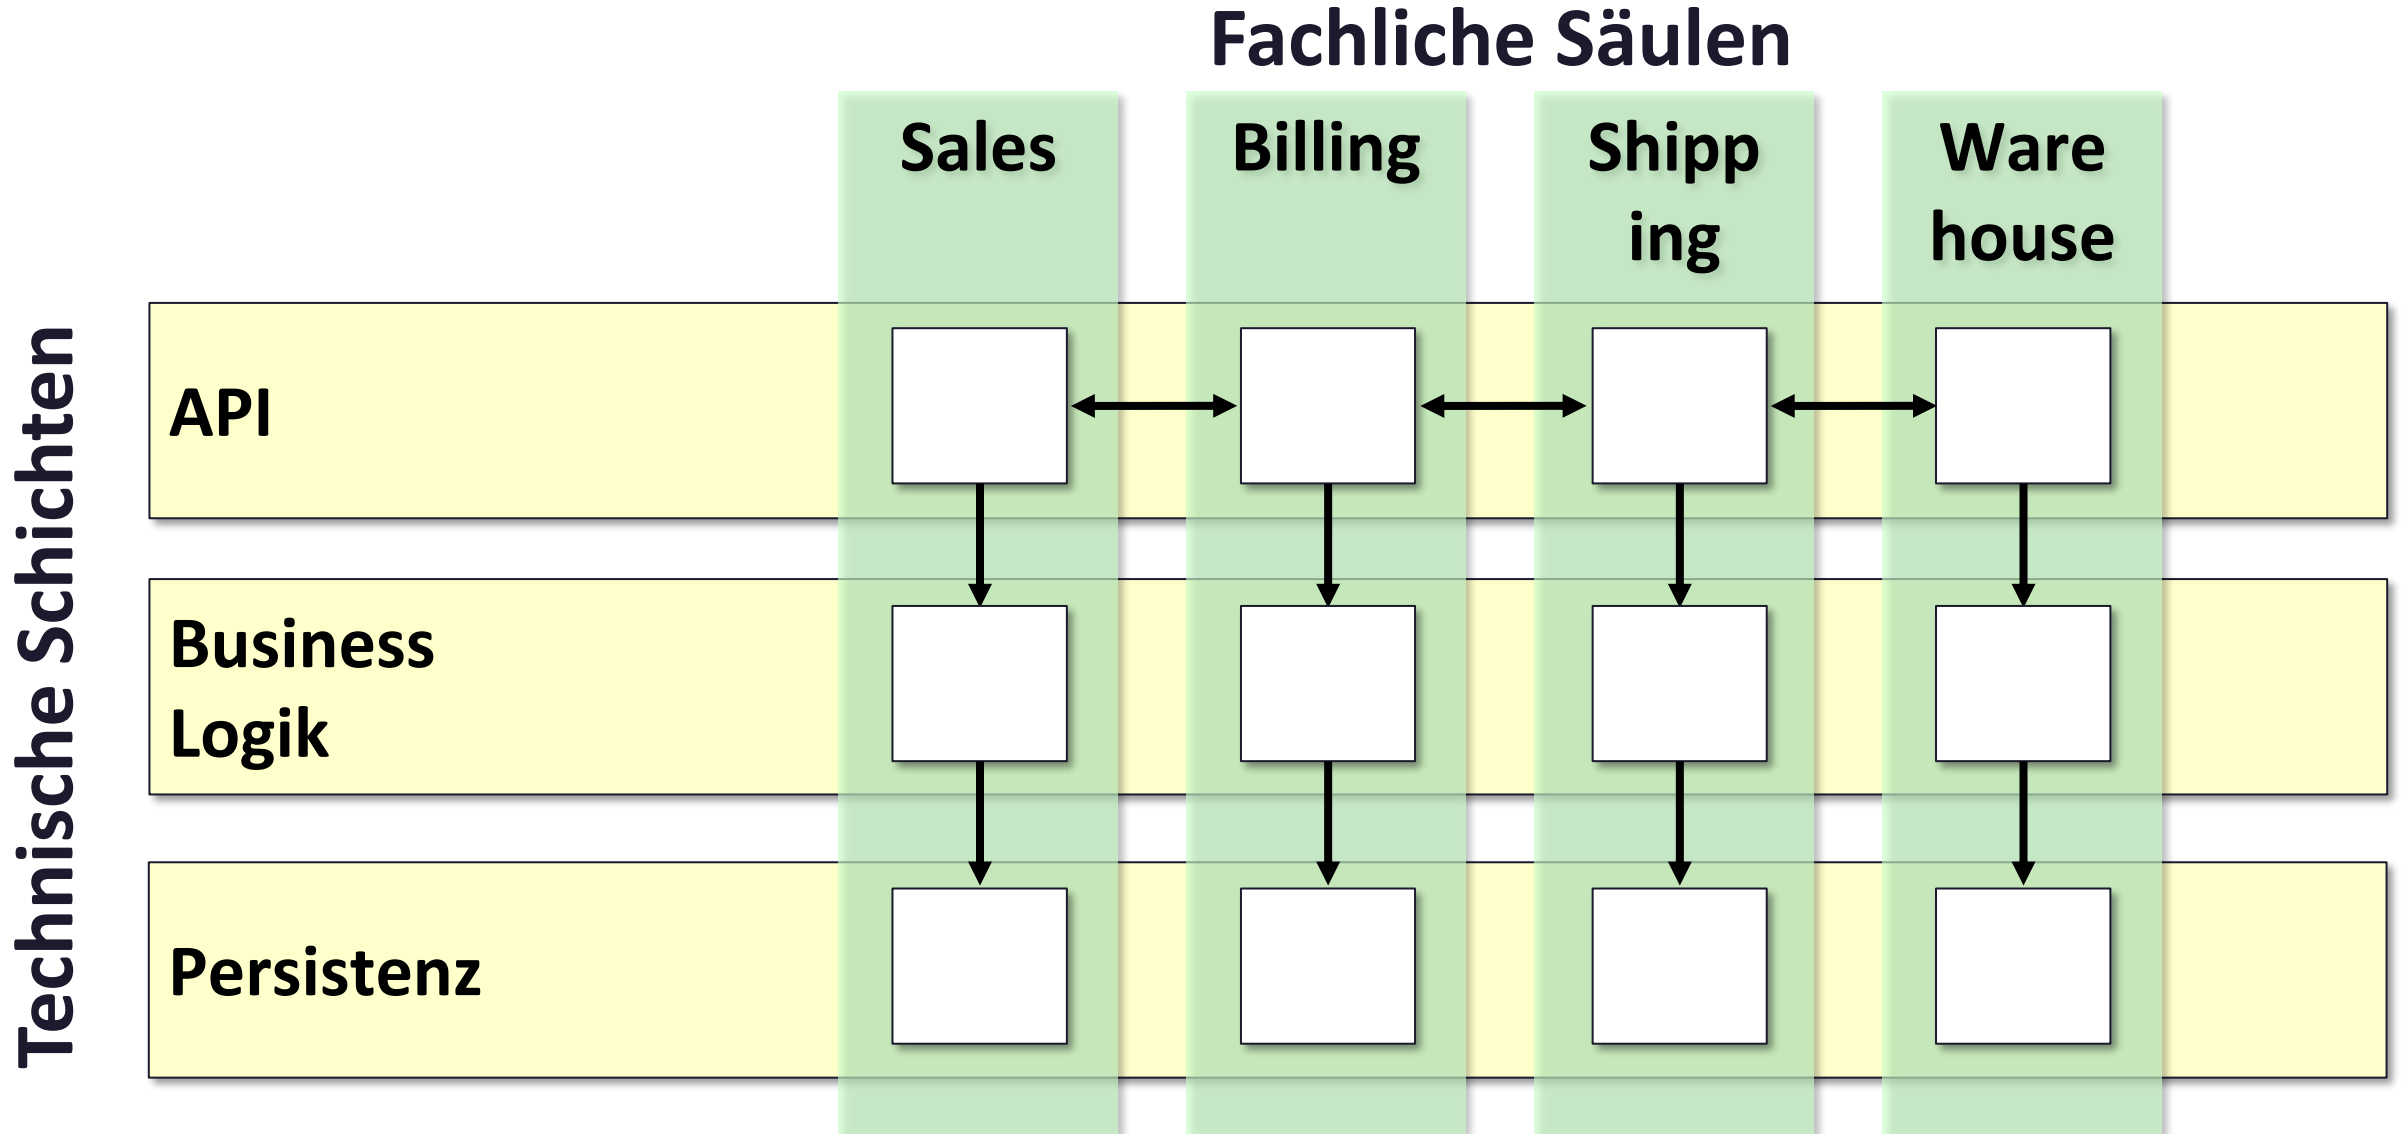 Fachliche Säulen
Sales
Billing
Shipp
ing
Ware
house
Technische Schichten
API
Business
Logik
Persistenz